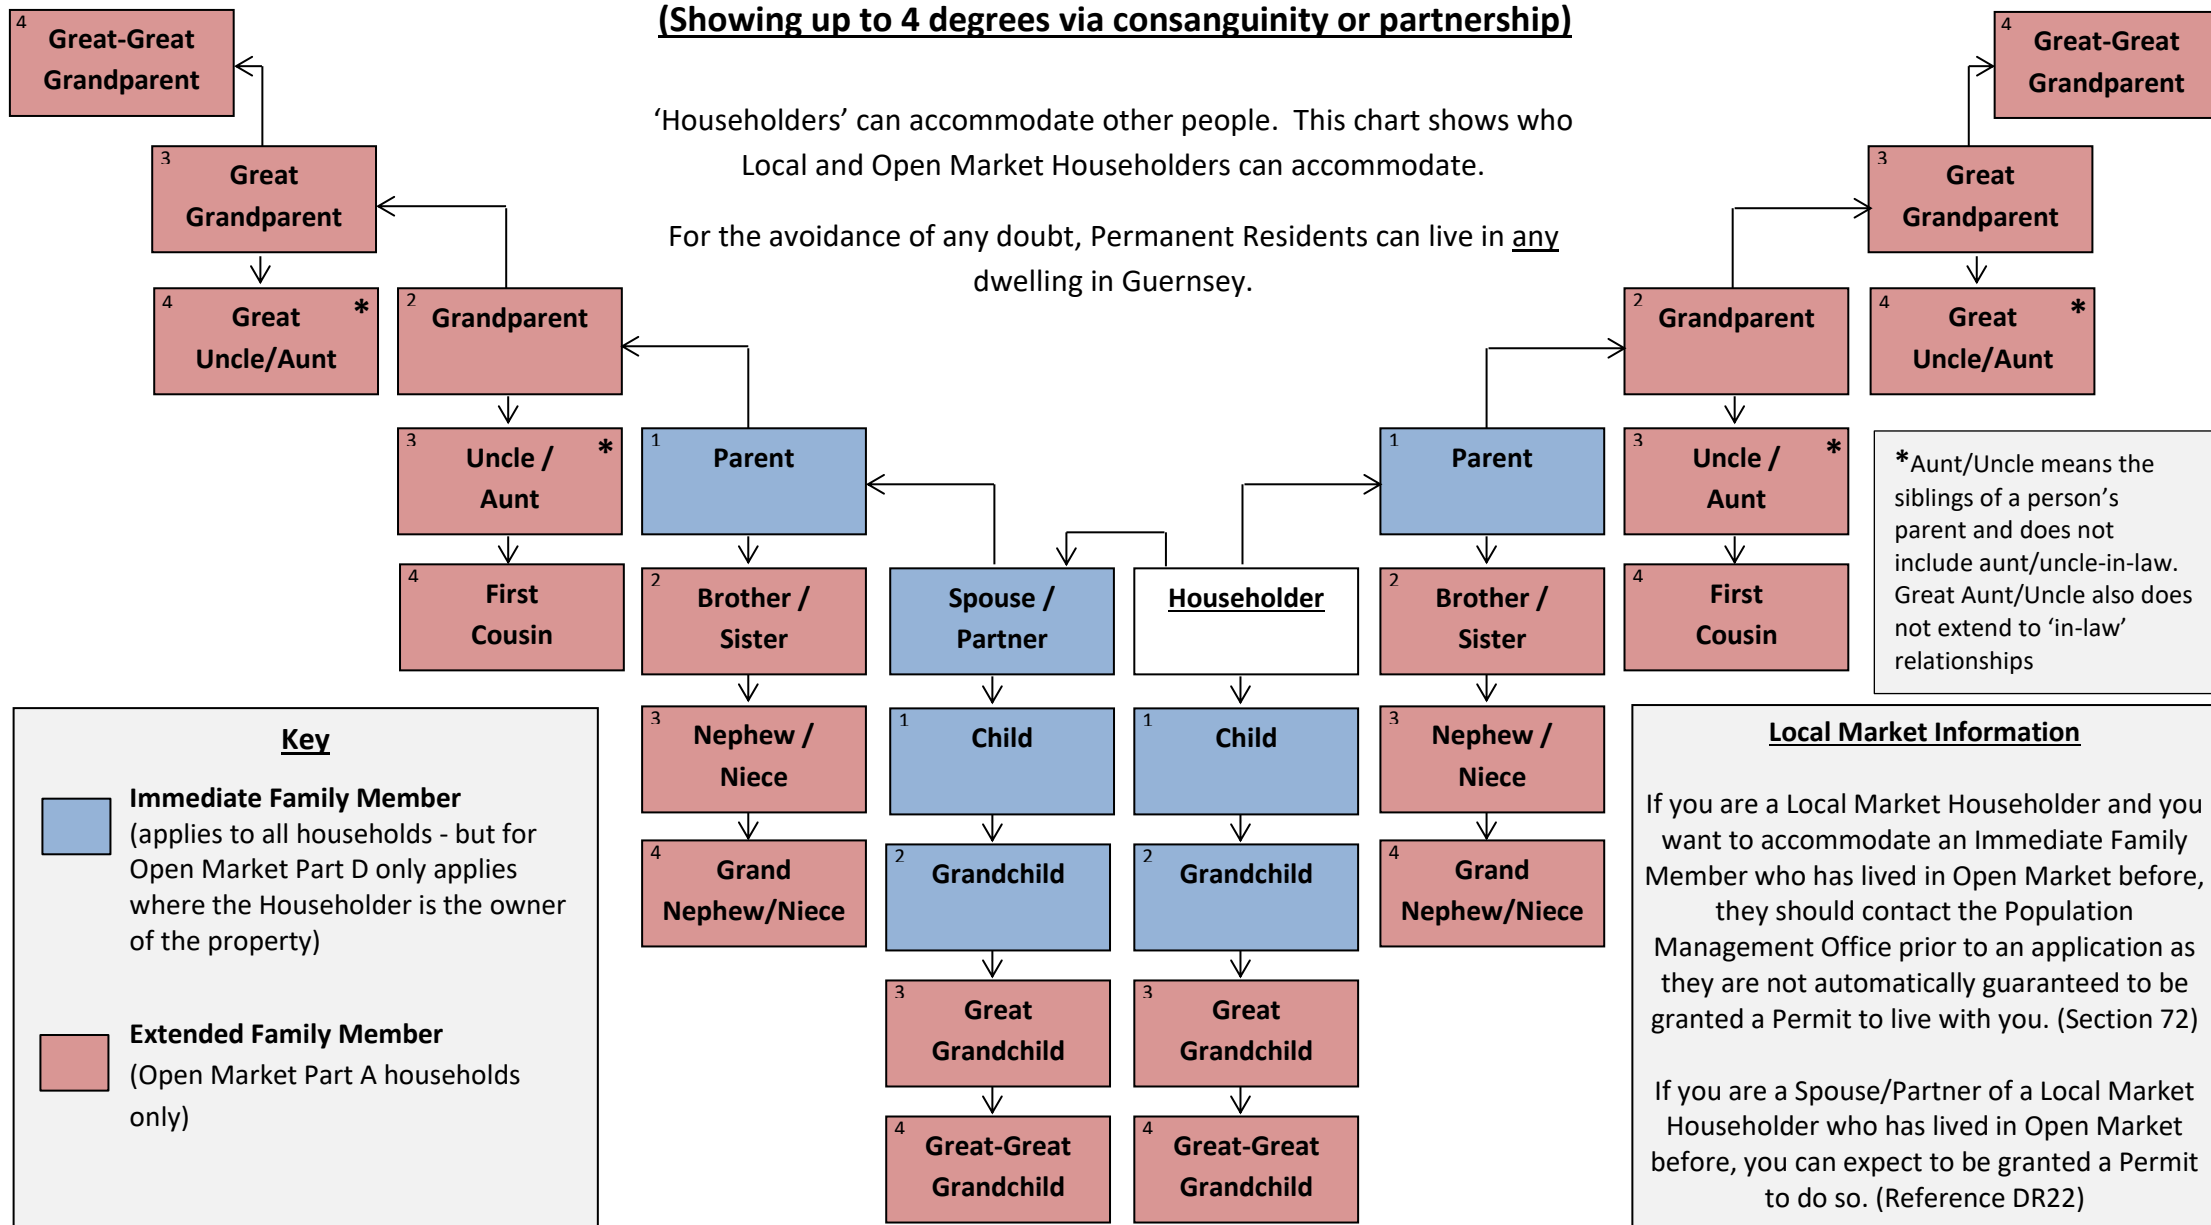 (Showing up to 4 degrees via consanguinity or partnership)
‘Householders’ can accommodate other people.  This chart shows who
Local and Open Market Householders can accommodate.
For the avoidance of any doubt, Permanent Residents can live in any
dwelling in Guernsey.
4
Great-Great
Grandparent
4
Great-Great
Grandparent
3
Great
Grandparent
3
Great
Grandparent
4
Great *
Uncle/Aunt
2
Grandparent
2
Grandparent
4
Great *
Uncle/Aunt
3
Uncle / *
Aunt
1
Parent
1
Parent
3
Uncle / *
Aunt
*Aunt/Uncle means the
siblings of a person’s
parent and does not
include aunt/uncle-in-law.
Great Aunt/Uncle also does
not extend to ‘in-law’
relationships
4
First
Cousin
2
Brother /
Sister
Spouse /
Partner
Householder
2
Brother /
Sister
4
First
Cousin
3
Nephew /
Niece
1
Child
1
Child
3
Nephew /
Niece
4
Grand
Nephew/Niece
2
Grandchild
2
Grandchild
4
Grand
Nephew/Niece
3
Great
Grandchild
3
Great
Grandchild
4
Great-Great
Grandchild
4
Great-Great
Grandchild
Key
Immediate Family Member
(applies to all households - but for
Open Market Part D only applies
where the Householder is the owner
of the property)
Extended Family Member
(Open Market Part A households
only)
Local Market Information
If you are a Local Market Householder and you
want to accommodate an Immediate Family
Member who has lived in Open Market before,
they should contact the Population
Management Office prior to an application as
they are not automatically guaranteed to be
granted a Permit to live with you. (Section 72)
If you are a Spouse/Partner of a Local Market
Householder who has lived in Open Market
before, you can expect to be granted a Permit
to do so. (Reference DR22)